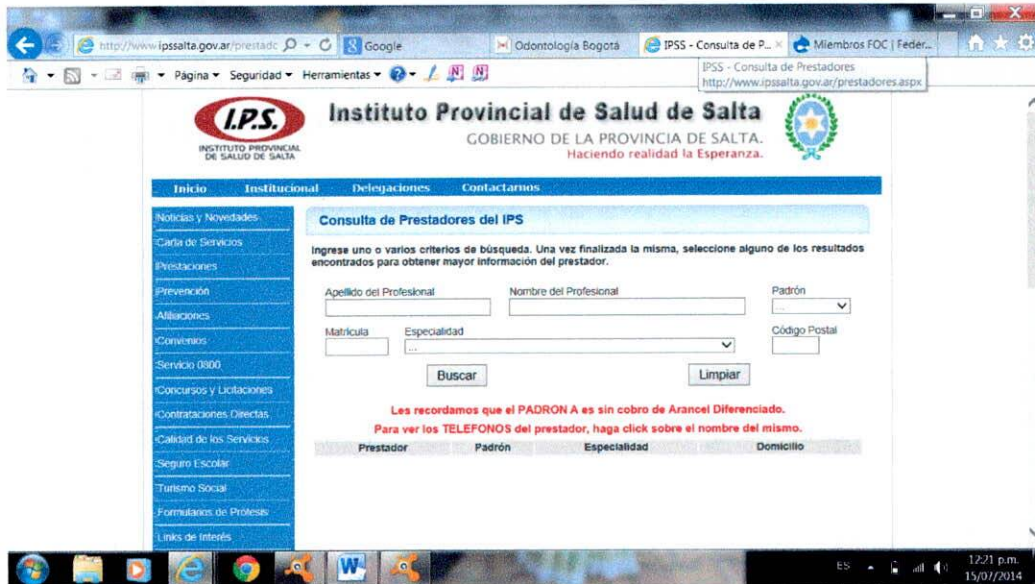 http://www.ipssalta.gov.ar/prestadc
Google
Odontología Bogotá
IPSS - Consulta de P...
Miembros FOC | Feder...
Página
Seguridad
Herramientas
IPSS - Consulta de Prestadores
http://www.ipssalta.gov.ar/prestadores.aspx
I.P.S.
INSTITUTO PROVINCIAL
DE SALUD DE SALTA
Instituto Provincial de Salud de Salta
GOBIERNO DE LA PROVINCIA DE SALTA.
Haciendo realidad la Esperanza.
Inicio Institucional Delegaciones Contactarnos
Noticias y Novedades
Carta de Servicios
Prestaciones
Prevención
Afiliaciones
Convenios
Servicio 0800
Concursos y Licitaciones
Contrataciones Directas
Calidad de los Servicios
Seguro Escolar
Turismo Social
Formularios de Prótesis
Links de Interés
Consulta de Prestadores del IPS
Ingrese uno o varios criterios de búsqueda. Una vez finalizada la misma, seleccione alguno de los resultados
encontrados para obtener mayor información del prestador.
Apellido del Profesional Nombre del Profesional Padrón
...
Matrícula Especialidad Código Postal
...
Buscar Limpiar
Les recordamos que el PADRON A es sin cobro de Arancel Diferenciado.
Para ver los TELEFONOS del prestador, haga click sobre el nombre del mismo.
Prestador Padrón Especialidad Domicilio
ES
12:21 p.m.
15/07/2014